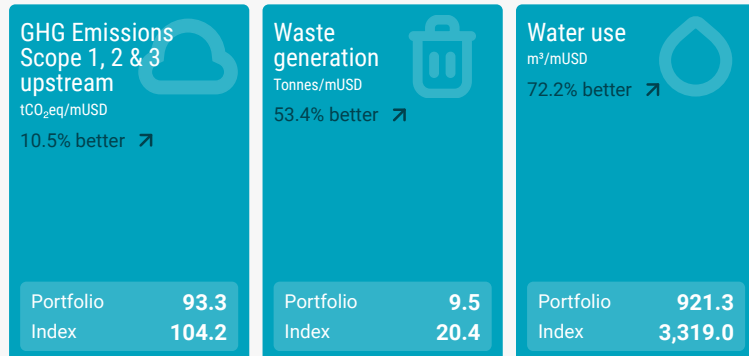 GHG Emissions
Scope 1, 2 & 3
upstream
tCO₂eq/mUSD
10.5% better
Portfolio 93.3
Index 104.2
Waste
generation
Tonnes/mUSD
53.4% better
Portfolio 9.5
Index 20.4
Water use
m³/mUSD
72.2% better
Portfolio 921.3
Index 3,319.0